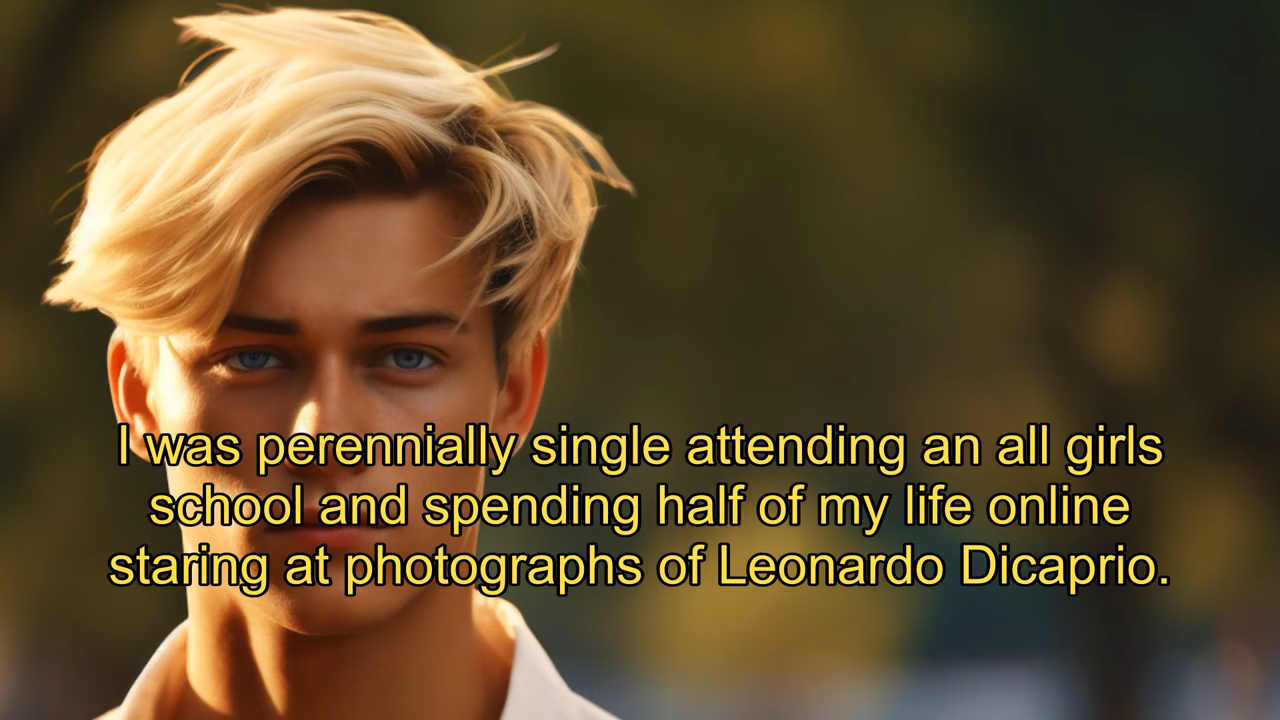 I was perennially single attending an all girls
school and spending half of my life online
staring at photographs of Leonardo Dicaprio.